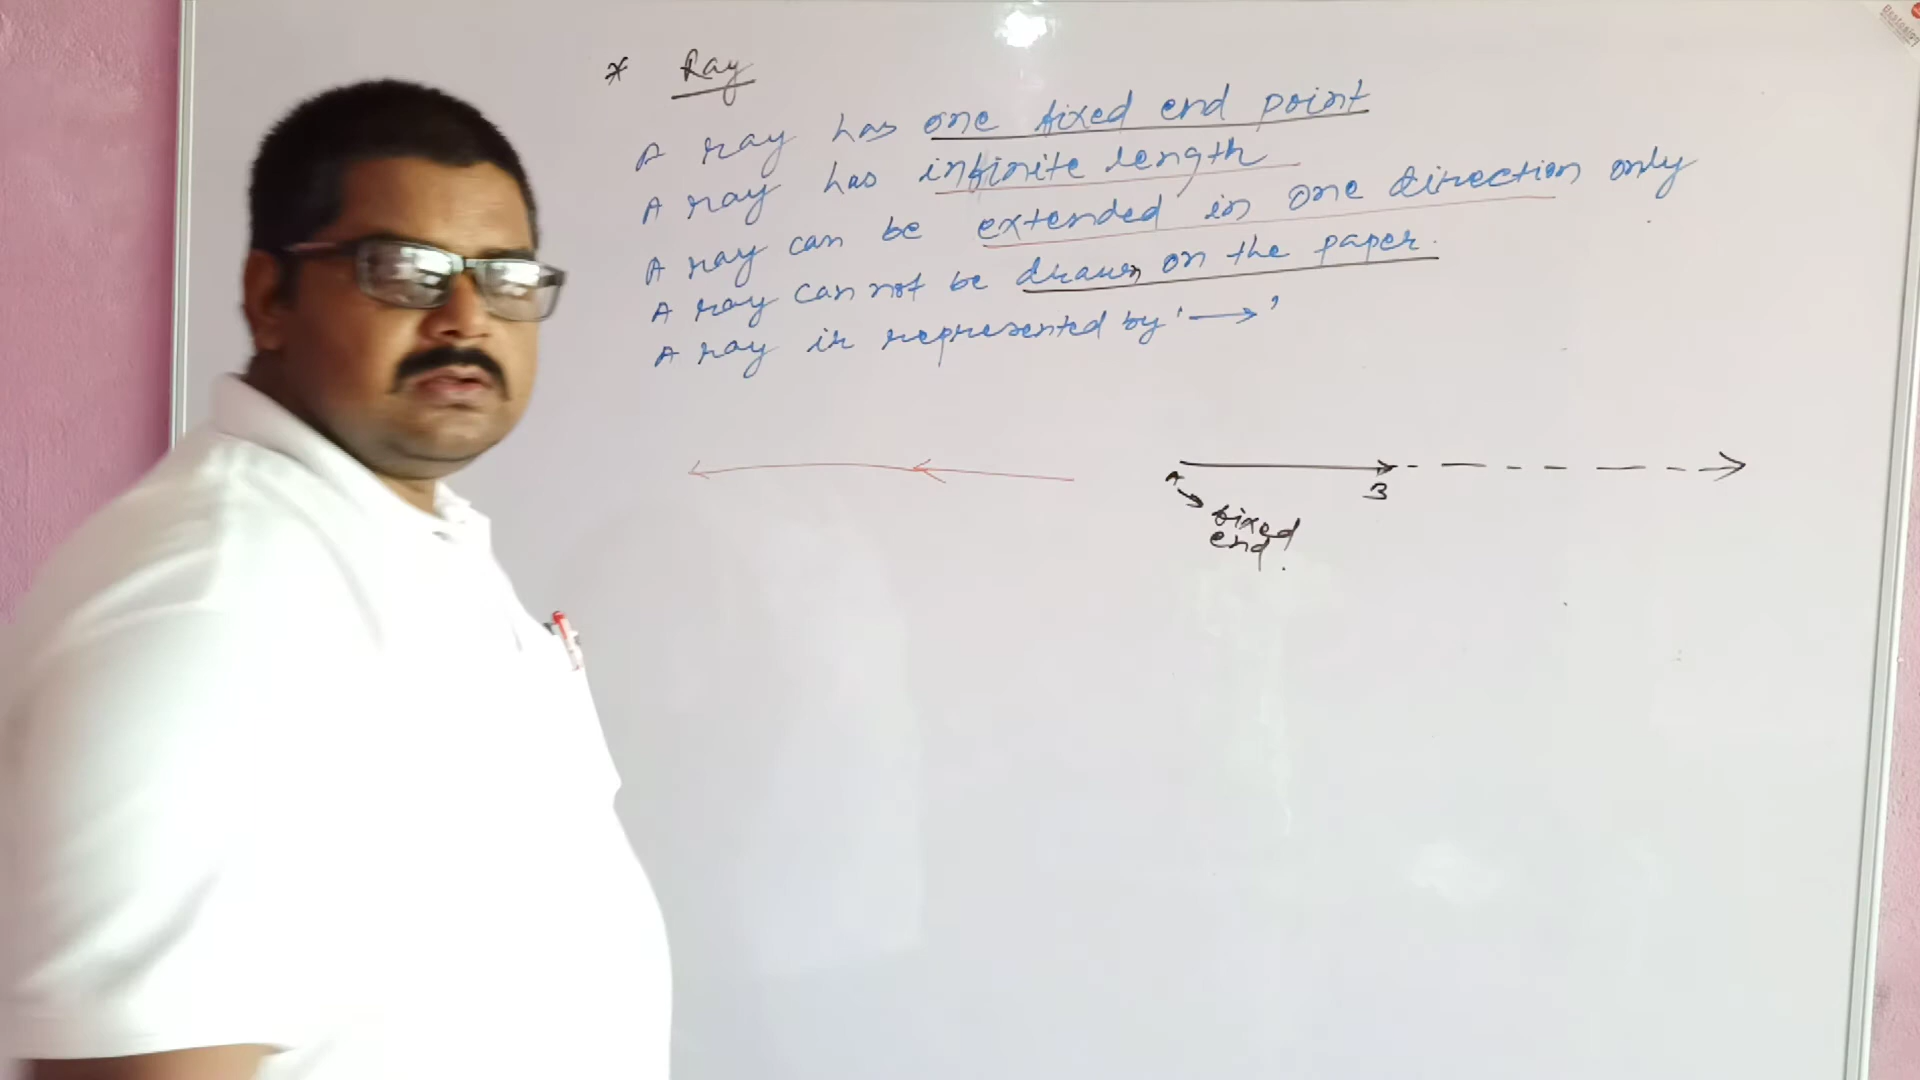 * Ray
A ray has one fixed end point
A ray has infinite length
A ray can be extended in one direction only
A ray can not be drawn on the paper.
A ray is represented by '⟶'
A B
fixed
end.